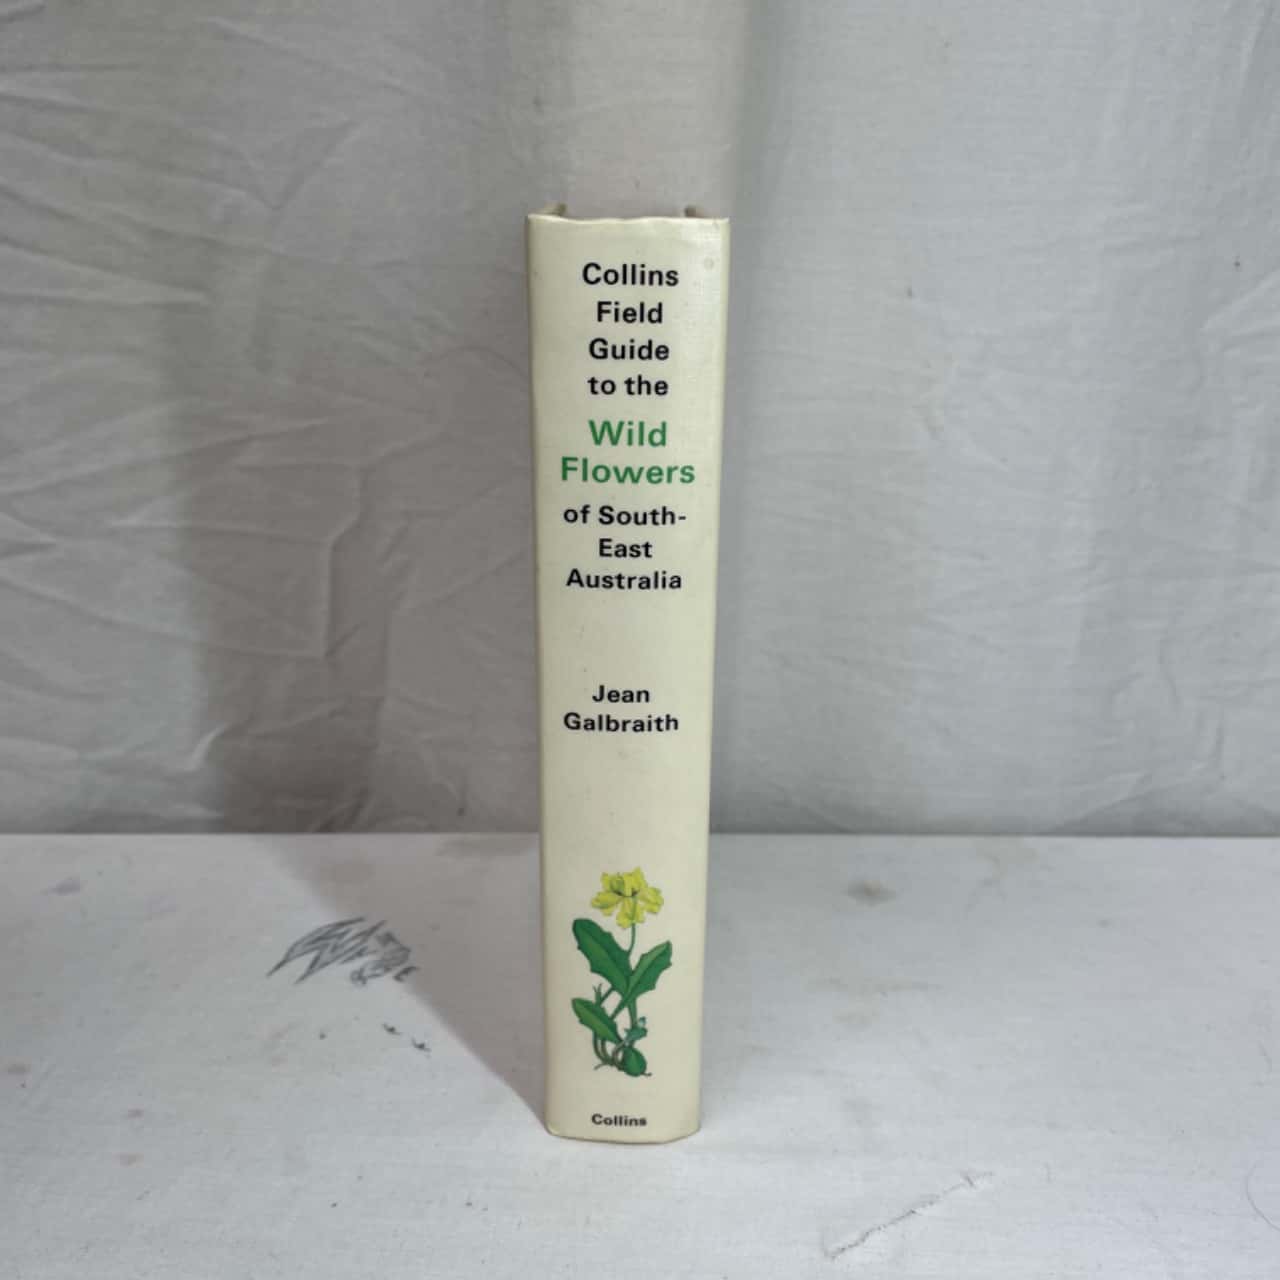 Collins
Field
Guide
to the
Wild
Flowers
of South-
East
Australia
Jean
Galbraith
Collins